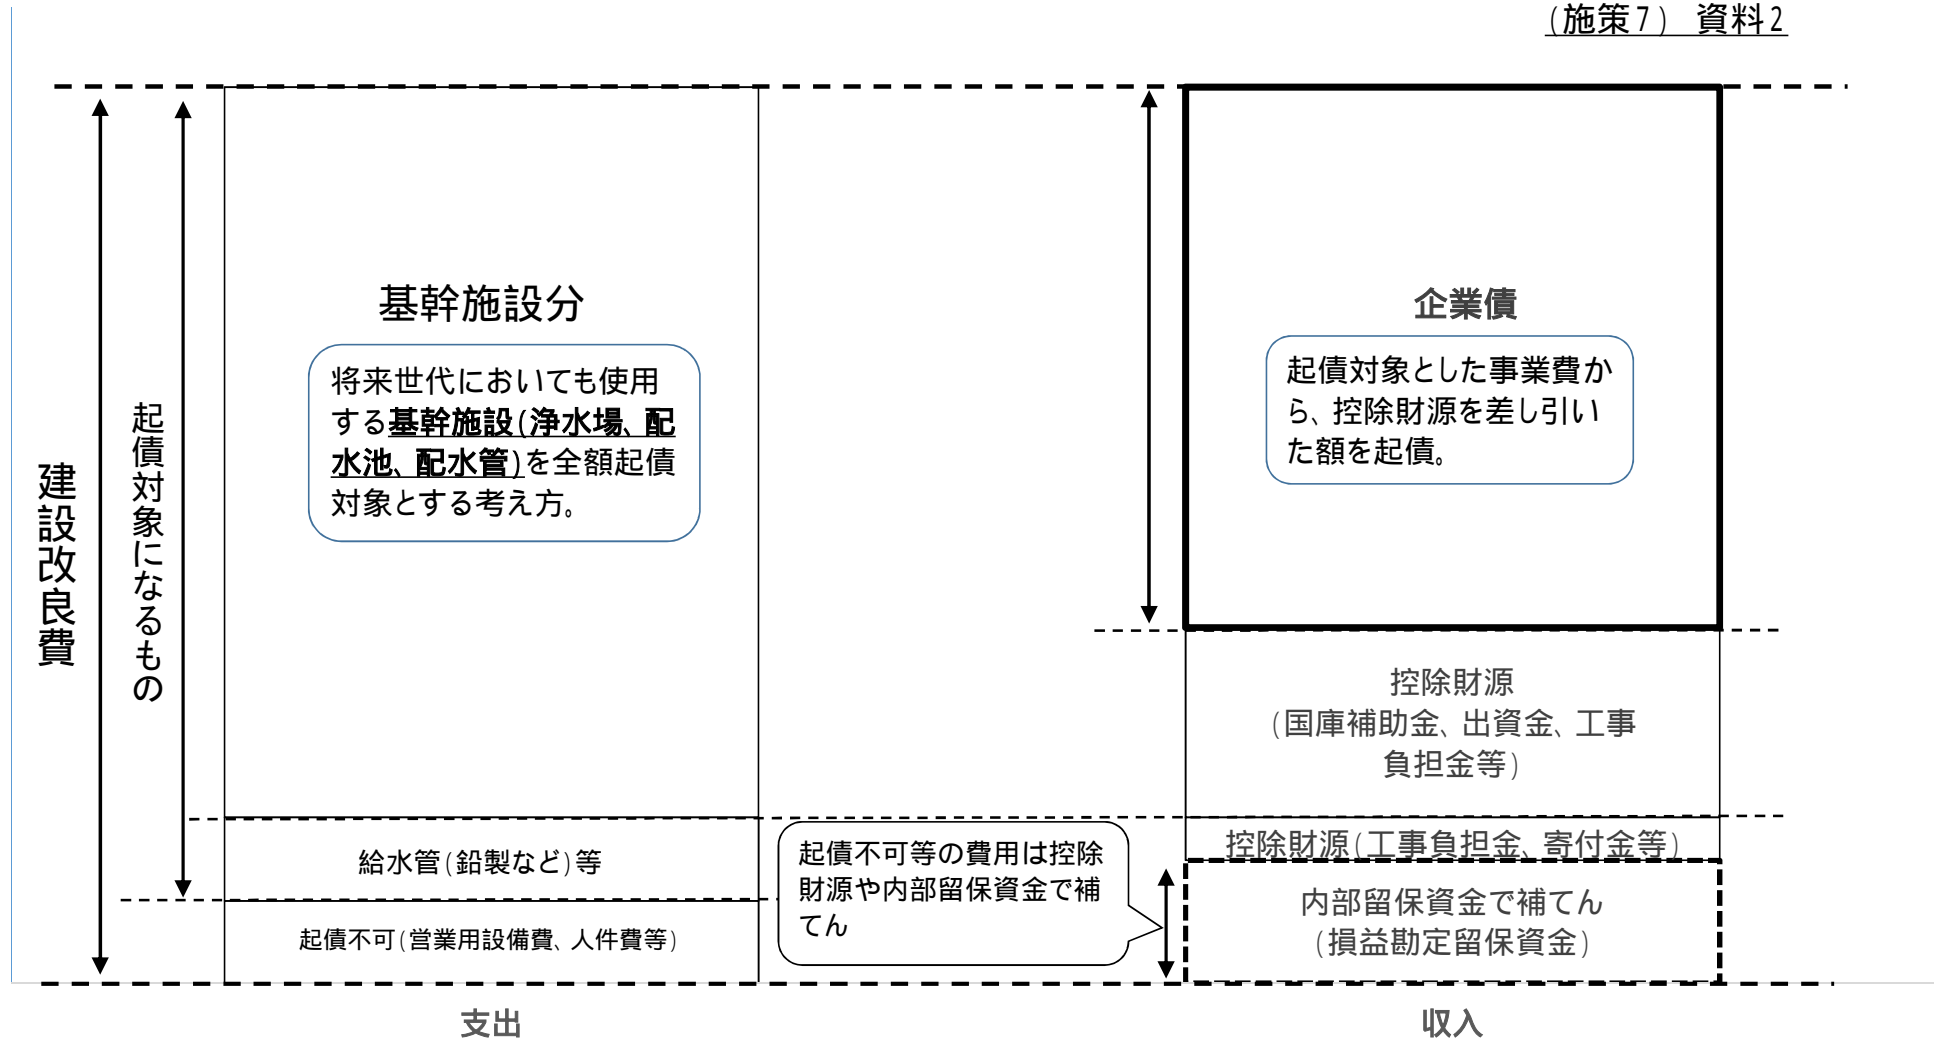 (施策7) 資料2
建設改良費
起債対象になるもの
基幹施設分
将来世代においても使用
する基幹施設(浄水場、配
水池、配水管)を全額起債
対象とする考え方。
給水管(鉛製など)等
起債不可(営業用設備費、人件費等)
支出
起債不可等の費用は控除
財源や内部留保資金で補
てん
企業債
起債対象とした事業費か
ら、控除財源を差し引い
た額を起債。
控除財源
(国庫補助金、出資金、工事
負担金等)
控除財源(工事負担金、寄付金等)
内部留保資金で補てん
(損益勘定留保資金)
収入